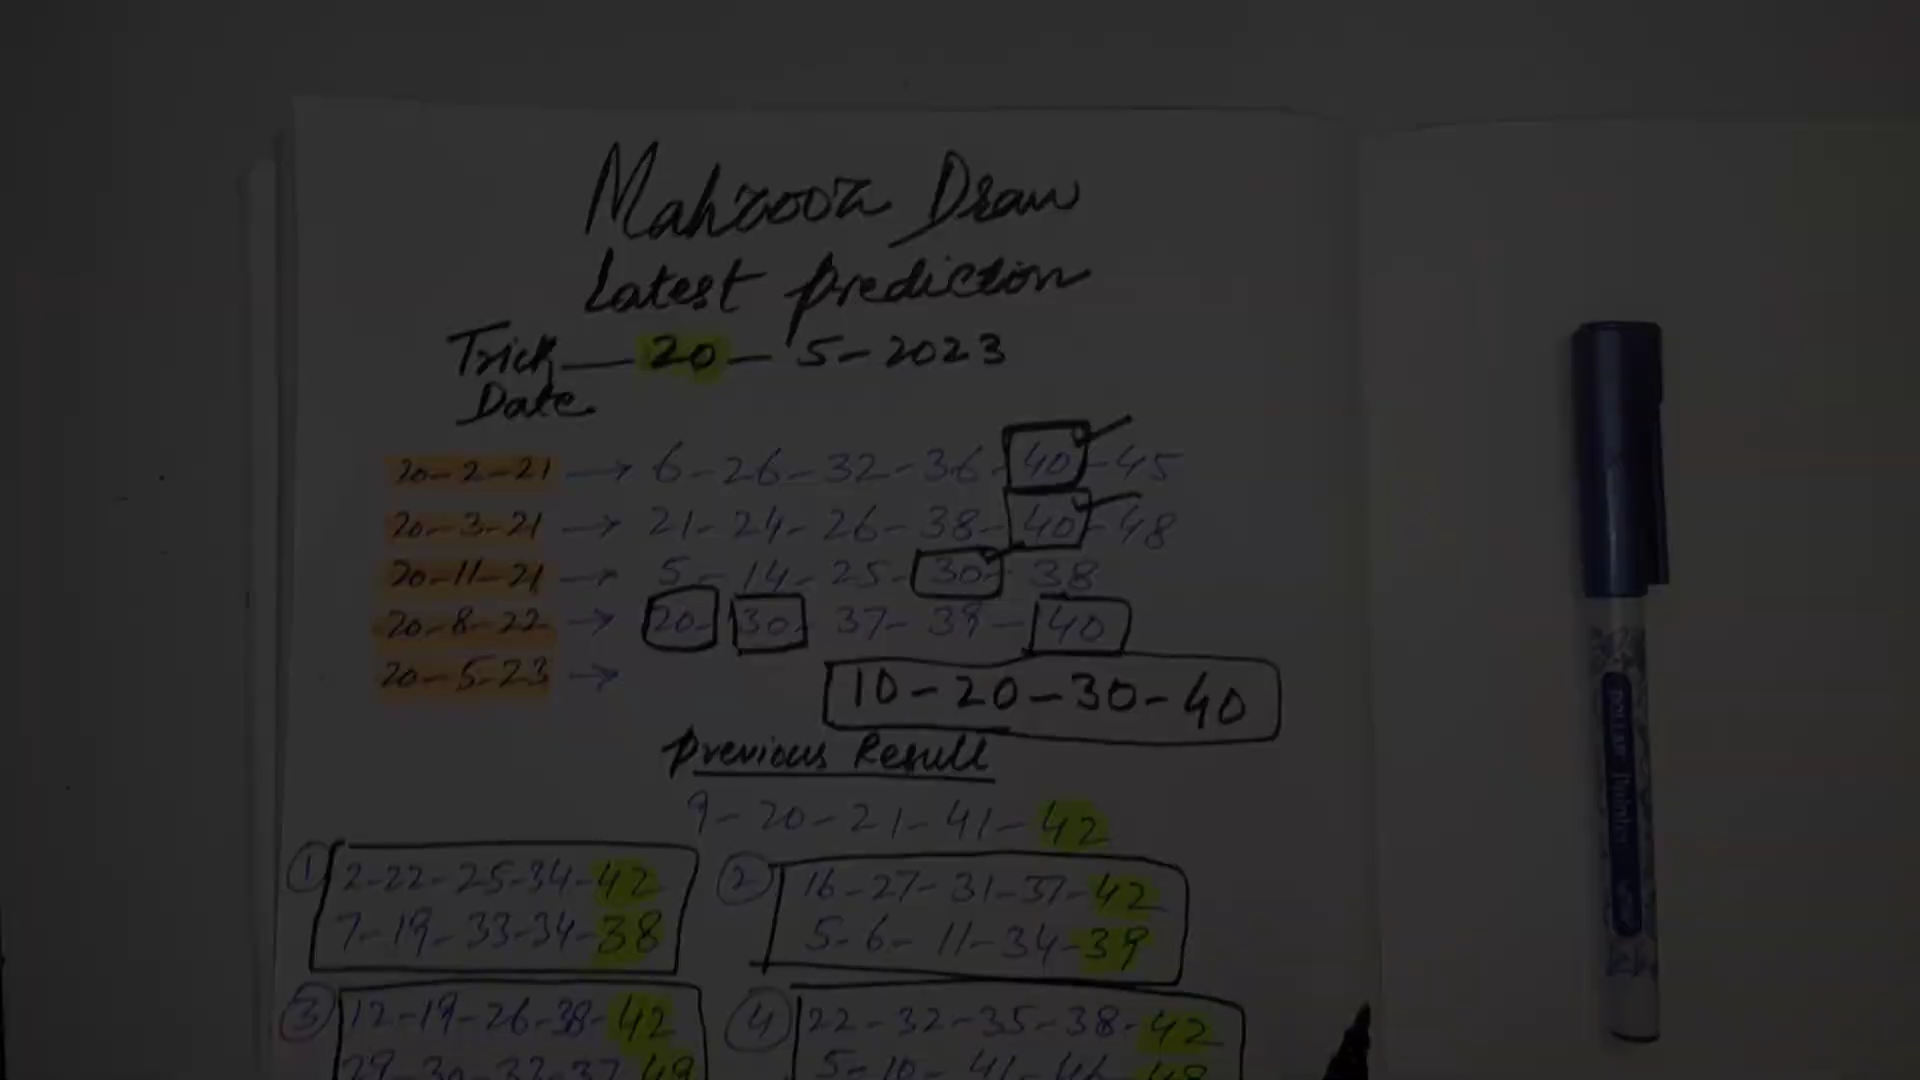 Mahzooz Draw
Latest Prediction
Trick — 20 — 5 - 2023
Date
20-2-21 → 6-26-32-36-40-45
20-3-21 → 21-24-26-38-40-48
20-11-21 → 5-14-25-30-38
20-8-22 → 20-30-37-39-40
20-5-23 →
10-20-30-40
Previous Result
9-20-21-41-42
① 2-22-25-34-42
7-19-33-34-38
② 16-27-31-37-42
5-6-11-34-39
③ 12-19-26-38-42
④ 22-32-35-38-42